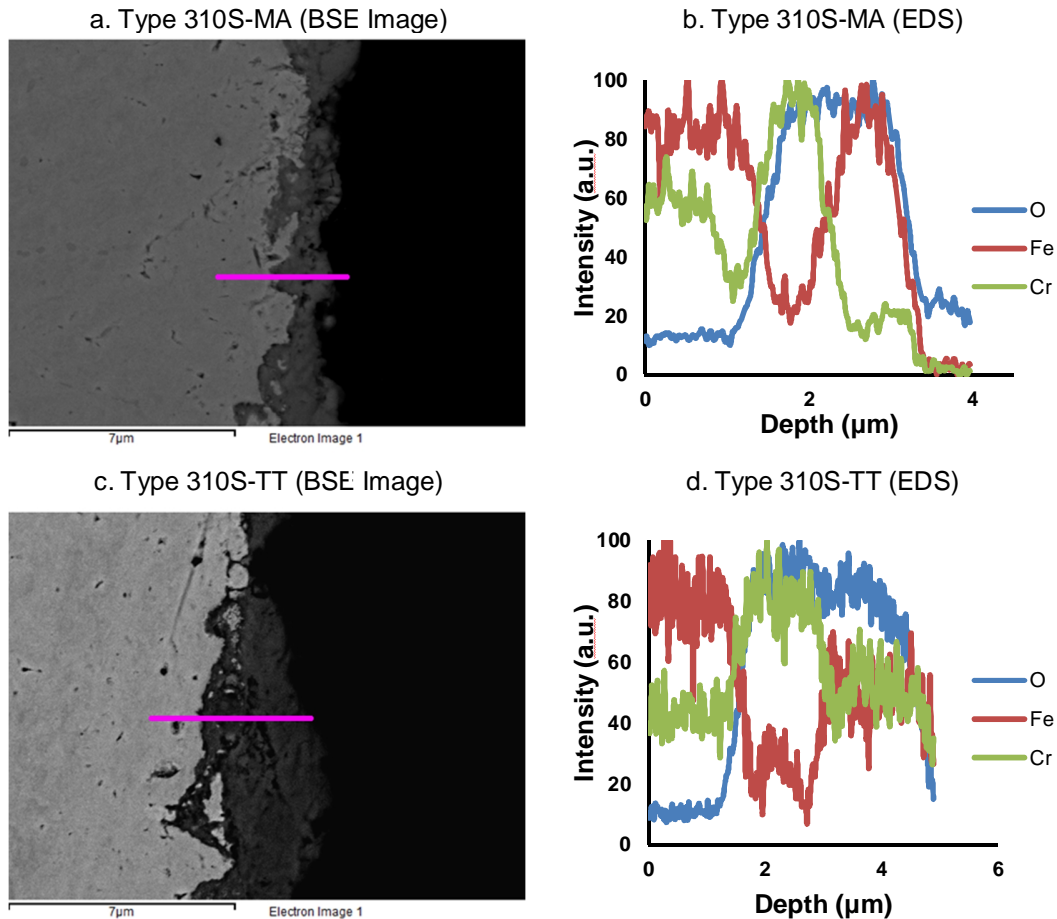 a. Type 310S-MA (BSE Image)
7µm
Electron Image 1
b. Type 310S-MA (EDS)
Intensity (a.u.)
100
80
60
40
20
0
0
2
4
Depth (µm)
O
Fe
Cr
c. Type 310S-TT (BSE Image)
7µm
Electron Image 1
d. Type 310S-TT (EDS)
Intensity (a.u.)
100
80
60
40
20
0
0
2
4
6
Depth (µm)
O
Fe
Cr